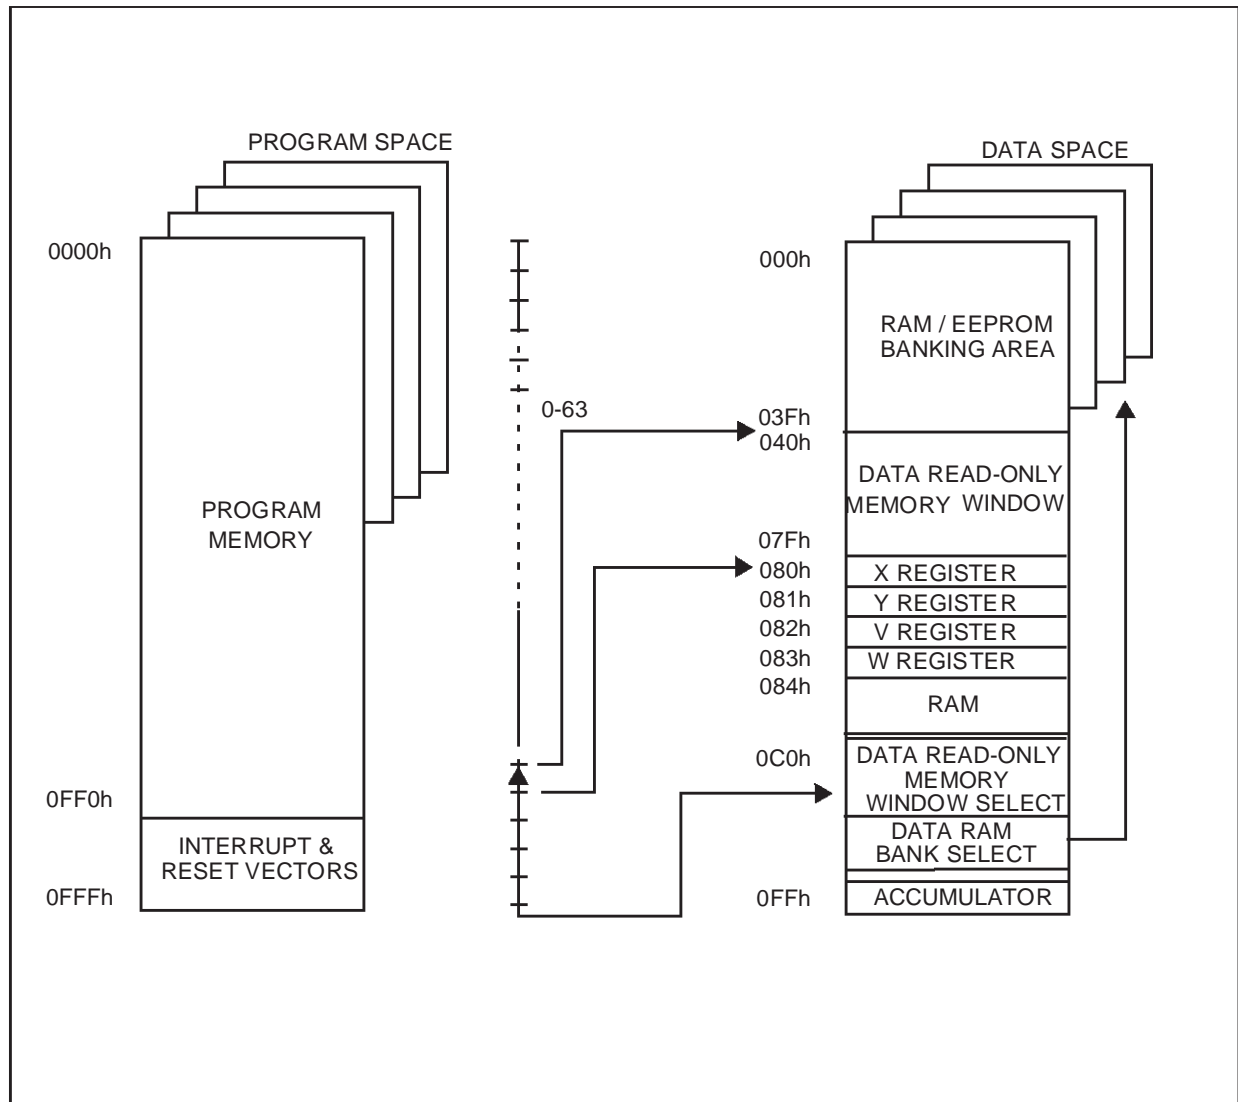 PROGRAM SPACE
0000h
PROGRAM
MEMORY
0FF0h
INTERRUPT &
RESET VECTORS
0FFFh
0-63
DATA SPACE
000h
RAM / EEPROM
BANKING AREA
03Fh
040h
DATA READ-ONLY
MEMORY WINDOW
07Fh
080h
X REGISTER
081h
Y REGISTER
082h
V REGISTER
083h
W REGISTER
084h
RAM
0C0h
DATA READ-ONLY
MEMORY
WINDOW SELECT
DATA RAM
BANK SELECT
0FFh
ACCUMULATOR